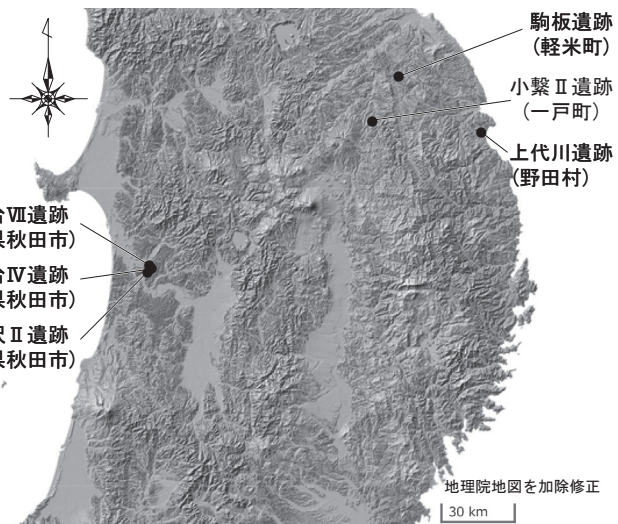 駒板遺跡
(軽米町)
小繋Ⅱ遺跡
(一戸町)
上代川遺跡
(野田村)
台Ⅶ遺跡
県秋田市)
台Ⅳ遺跡
県秋田市)
沢Ⅱ遺跡
県秋田市)
地理院地図を加除修正
30 km